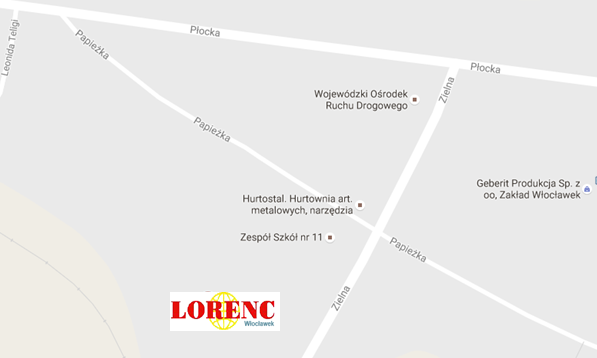 Leonida Teligi
Papieżka
Płocka
Płocka
Zielna
Wojewódzki Ośrodek
Ruchu Drogowego
Papieżka
Geberit Produkcja Sp. z
oo, Zakład Włocławek
Hurtostal. Hurtownia art.
metalowych, narzędzia
Zespół Szkół nr 11
Papieżka
Zielna
LORENC
Włocławek